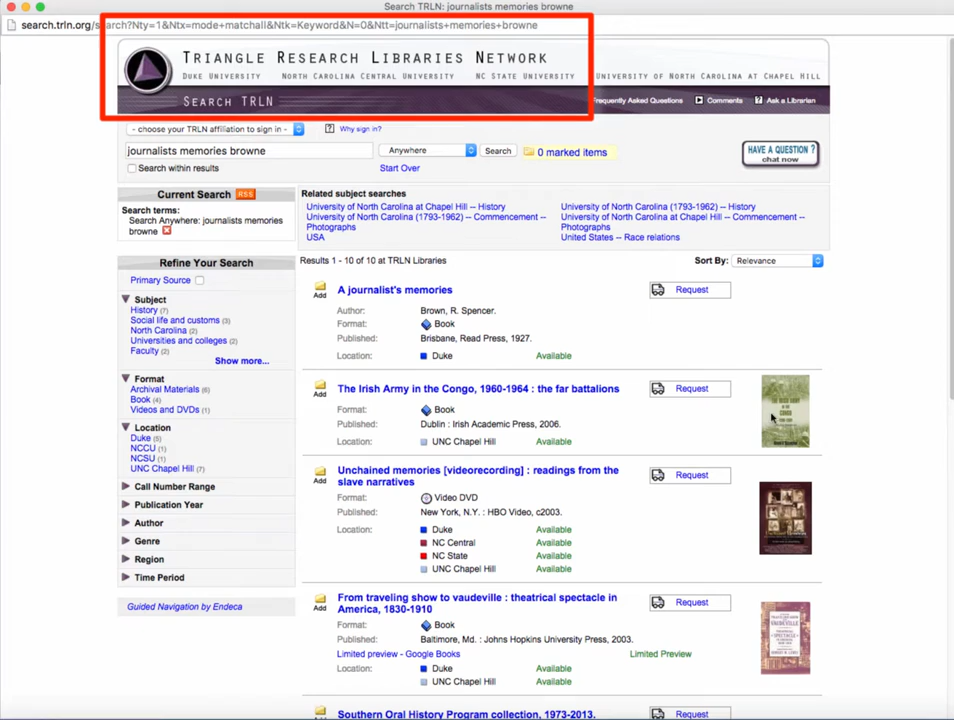 Search TRLN: journalists memories browne
search.trln.org/search?Nty=1&Ntx=mode+matchall&Ntk=Keyword&N=0&Ntt=journalists+memories+browne
TRIANGLE RESEARCH LIBRARIES NETWORK
DUKE UNIVERSITY NORTH CAROLINA CENTRAL UNIVERSITY NC STATE UNIVERSITY UNIVERSITY OF NORTH CAROLINA AT CHAPEL HILL
SEARCH TRLN Frequently Asked Questions Comments ? Ask a Librarian
- choose your TRLN affiliation to sign in - ? Why sign in?
journalists memories browne Anywhere Search 0 marked items
HAVE A QUESTION ?
chat now
Search within results Start Over
Current Search RSS
Search terms:
Search Anywhere: journalists memories
browne
Related subject searches
University of North Carolina at Chapel Hill -- History
University of North Carolina (1793-1962) -- Commencement --
Photographs
USA
University of North Carolina (1793-1962) -- History
University of North Carolina at Chapel Hill -- Commencement --
Photographs
United States -- Race relations
Refine Your Search
Primary Source
Subject
History (7)
Social life and customs (3)
North Carolina (2)
Universities and colleges (2)
Faculty (2)
Show more...
Format
Archival Materials (6)
Book (4)
Videos and DVDs (1)
Location
Duke (5)
NCCU (1)
NCSU (1)
UNC Chapel Hill (7)
Call Number Range
Publication Year
Author
Genre
Region
Time Period
Guided Navigation by Endeca
Results 1 - 10 of 10 at TRLN Libraries Sort By: Relevance
Add A journalist's memories Request
Author: Brown, R. Spencer.
Format: Book
Published: Brisbane, Read Press, 1927.
Location: Duke Available
Add The Irish Army in the Congo, 1960-1964 : the far battalions Request
Format: Book
Published: Dublin : Irish Academic Press, 2006.
Location: UNC Chapel Hill Available
Add Unchained memories [videorecording] : readings from the
slave narratives Request
Format: Video DVD
Published: New York, N.Y. : HBO Video, c2003.
Location: Duke Available
NC Central Available
NC State Available
UNC Chapel Hill Available
Add From traveling show to vaudeville : theatrical spectacle in
America, 1830-1910 Request
Format: Book
Published: Baltimore, Md. : Johns Hopkins University Press, 2003.
Limited preview - Google Books Limited Preview
Location: Duke Available
UNC Chapel Hill Available
Southern Oral History Program collection, 1973-2013. Request